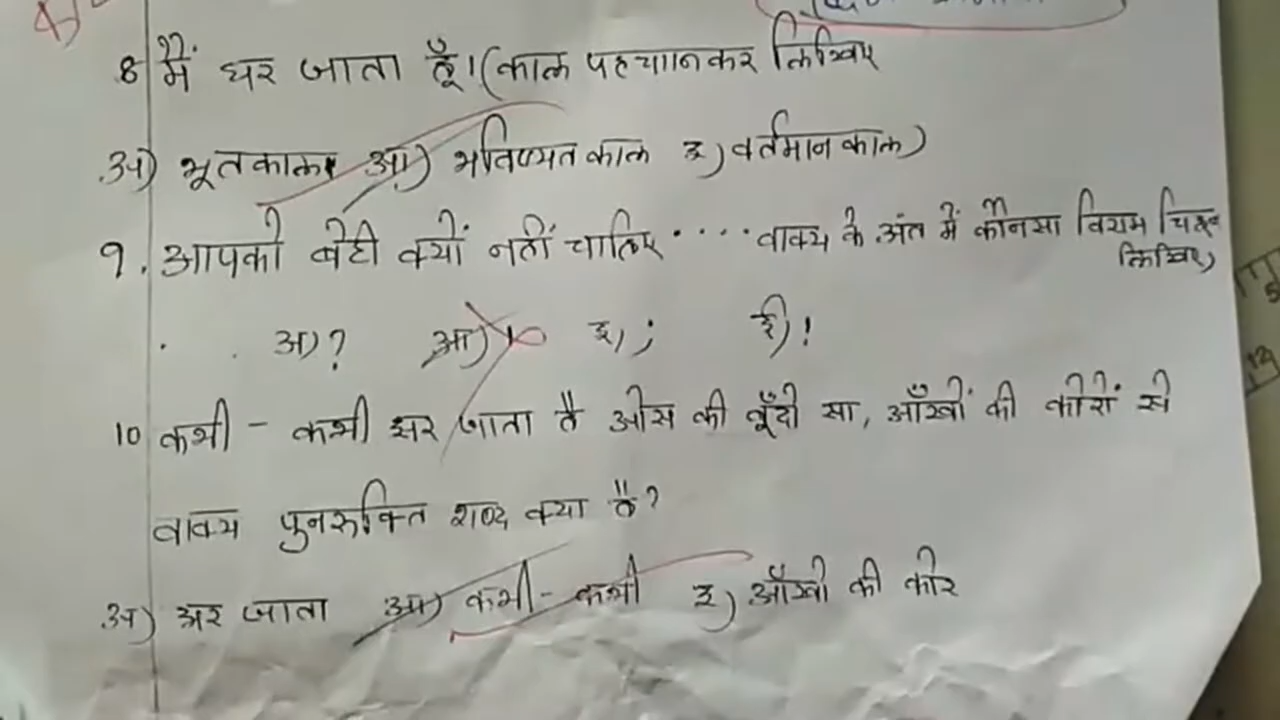 8 मैं घर जाता हूँ। (काल पहचानकर लिखिए
अ) भूतकाल आ) भविष्यत काल इ) वर्तमान काल)
9. आपको बेटी क्यों नहीं चाहिए ···· वाक्य के अंत में कौनसा विराम चिह्न
लिखिए)
अ) ? आ) । इ) ; ई) !
10 कभी - कभी झर जाता है ओस की बूँदो सा, आँखों की कोरों से
वाक्य पुनरुक्ति शब्द क्या है?
अ) झर जाता आ) कभी - कभी इ) आँखो की कोर